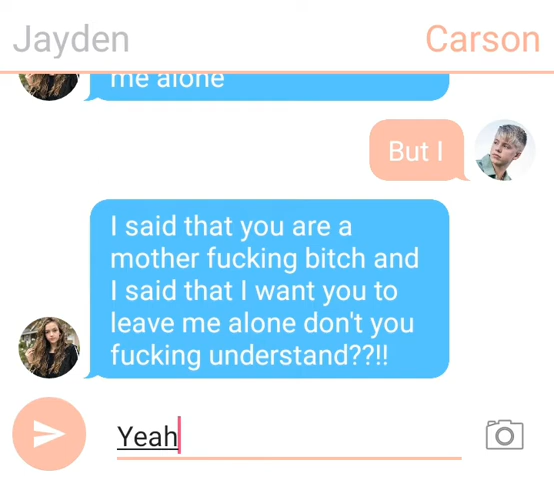 Jayden
Carson
me alone
But I
I said that you are a
mother fucking bitch and
I said that I want you to
leave me alone don't you
fucking understand??!!
Yeah